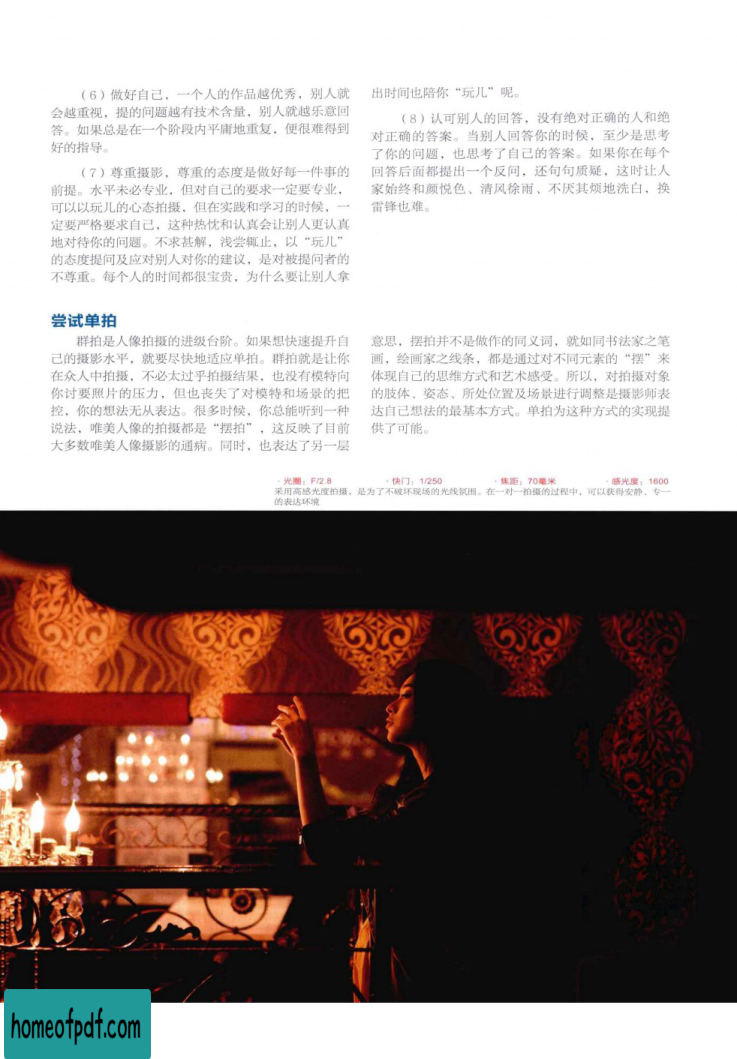 （6）做好自己，一个人的作品越优秀，别人就
会越重视，提的问题越有技术含量，别人就越乐意回
答。如果总是在一个阶段内平庸地重复，便很难得到
好的指导。
（7）尊重摄影，尊重的态度是做好每一件事的
前提。水平未必专业，但对自己的要求一定要专业，
可以以玩儿的心态拍摄，但在实践和学习的时候，一
定要严格要求自己，这种热忱和认真会让别人更认真
地对待你的问题。不求甚解，浅尝辄止，以“玩儿”
的态度提问及应对别人对你的建议，是对被提问者的
不尊重。每个人的时间都很宝贵，为什么要让别人拿
出时间也陪你“玩儿”呢。
（8）认可别人的回答，没有绝对正确的人和绝
对正确的答案。当别人回答你的时候，至少是思考
了你的问题，也思考了自己的答案。如果你在每个
回答后面都提出一个反问，还句句质疑，这时让人
家始终和颜悦色、清风徐雨、不厌其烦地洗白，换
雷锋也难。
尝试单拍
群拍是人像拍摄的进级台阶。如果想快速提升自
己的摄影水平，就要尽快地适应单拍。群拍就是让你
在众人中拍摄，不必太过乎拍摄结果，也没有模特向
你讨要照片的压力，但也丧失了对模特和场景的把
控，你的想法无从表达。很多时候，你总能听到一种
说法，唯美人像的拍摄都是“摆拍”，这反映了目前
大多数唯美人像摄影的通病。同时，也表达了另一层
意思，摆拍并不是做作的同义词，就如同书法家之笔
画，绘画家之线条，都是通过对不同元素的“摆”来
体现自己的思维方式和艺术感受。所以，对拍摄对象
的肢体、姿态、所处位置及场景进行调整是摄影师表
达自己想法的最基本方式。单拍为这种方式的实现提
供了可能。
·光圈：F/2.8 ·快门：1/250 ·焦距：70毫米 ·感光度：1600
采用高感光度拍摄，是为了不破坏现场的光线氛围。在一对一拍摄的过程中，可以获得安静、专一
的表达环境
homeofpdf.com